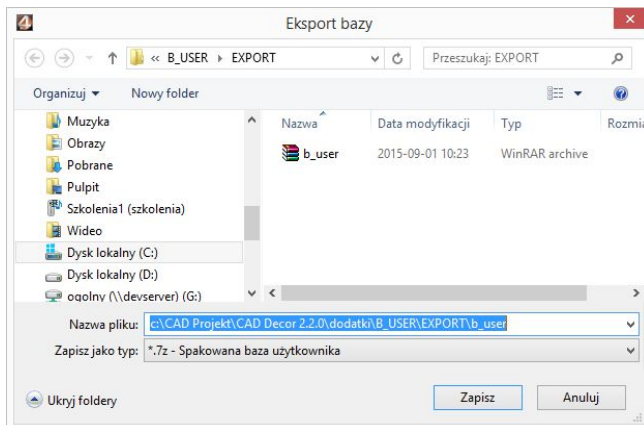 Eksport bazy
« B_USER EXPORT
Przeszukaj: EXPORT
Organizuj
Nowy folder
Muzyka
Obrazy
Pobrane
Pulpit
Szkolenia1 (szkolenia)
Wideo
Dysk lokalny (C:)
Dysk lokalny (D:)
ogolny (\\devserver) (G:)
Nazwa Data modyfikacji Typ Rozmia
b_user 2015-09-01 10:23 WinRAR archive
Nazwa pliku: c:\CAD Projekt\CAD Decor 2.2.0\dodatki\B_USER\EXPORT\b_user
Zapisz jako typ: *.7z - Spakowana baza użytkownika
Ukryj foldery
Zapisz
Anuluj